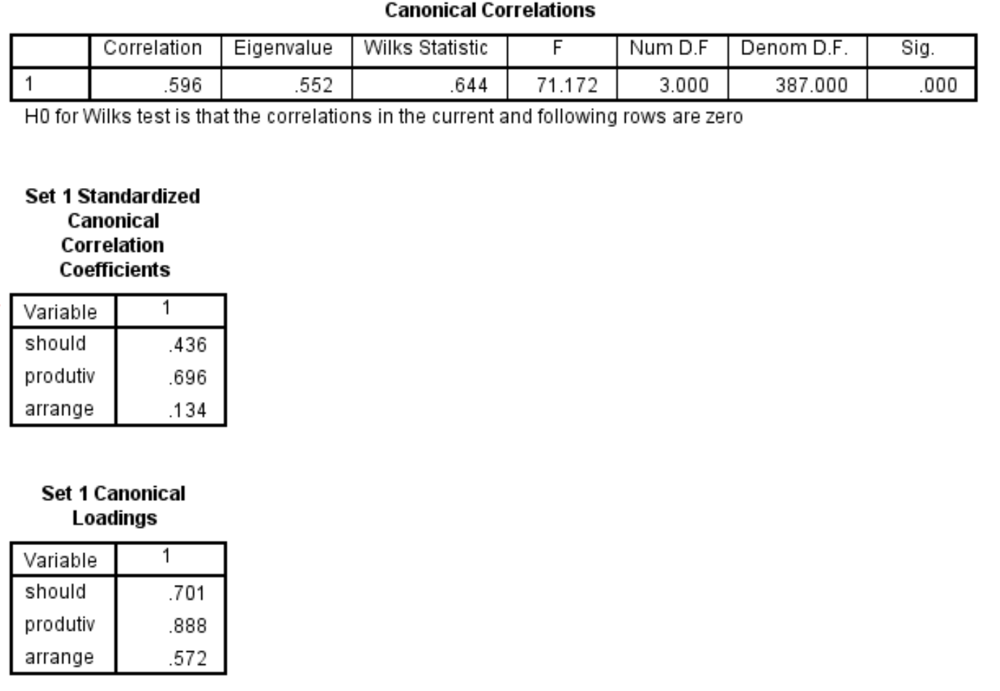 Canonical Correlations
Correlation Eigenvalue Wilks Statistic F Num D.F Denom D.F. Sig.
1 .596 .552 .644 71.172 3.000 387.000 .000
H0 for Wilks test is that the correlations in the current and following rows are zero
Set 1 Standardized
Canonical
Correlation
Coefficients
Variable 1
should .436
produtiv .696
arrange .134
Set 1 Canonical
Loadings
Variable 1
should .701
produtiv .888
arrange .572